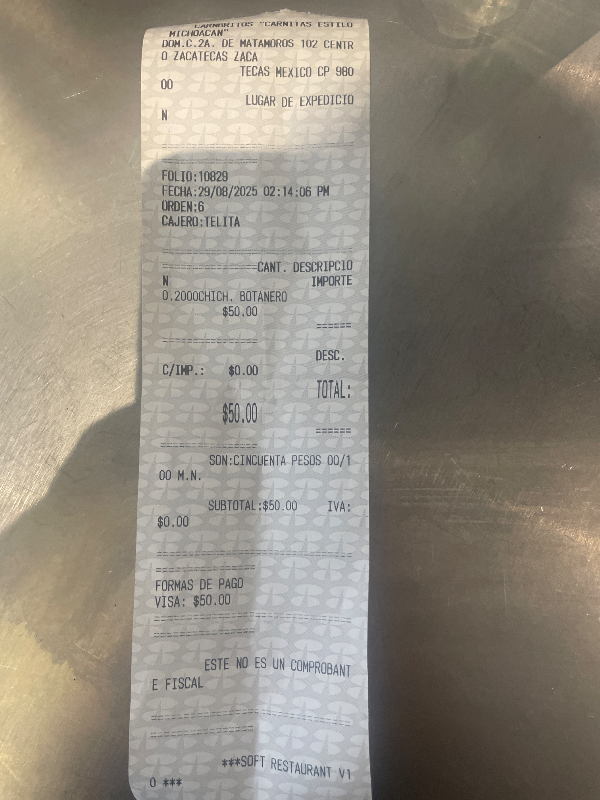 "CARNITAS ESTILO
MICHOACAN"
DOM.C.2A. DE MATAMOROS 102 CENTR
O ZACATECAS ZACA
TECAS MEXICO CP 980
00
LUGAR DE EXPEDICIO
N
FOLIO:10829
FECHA:29/08/2025 02:14:06 PM
ORDEN:6
CAJERO:TELITA
CANT. DESCRIPCIO
N IMPORTE
0.2000CHICH. BOTANERO
$50.00
======
DESC.
C/IMP.: $0.00
TOTAL:
$50.00
======
SON:CINCUENTA PESOS 00/1
00 M.N.
SUBTOTAL:$50.00 IVA:
$0.00
FORMAS DE PAGO
VISA: $50.00
ESTE NO ES UN COMPROBANT
E FISCAL
***SOFT RESTAURANT V1
0 ***